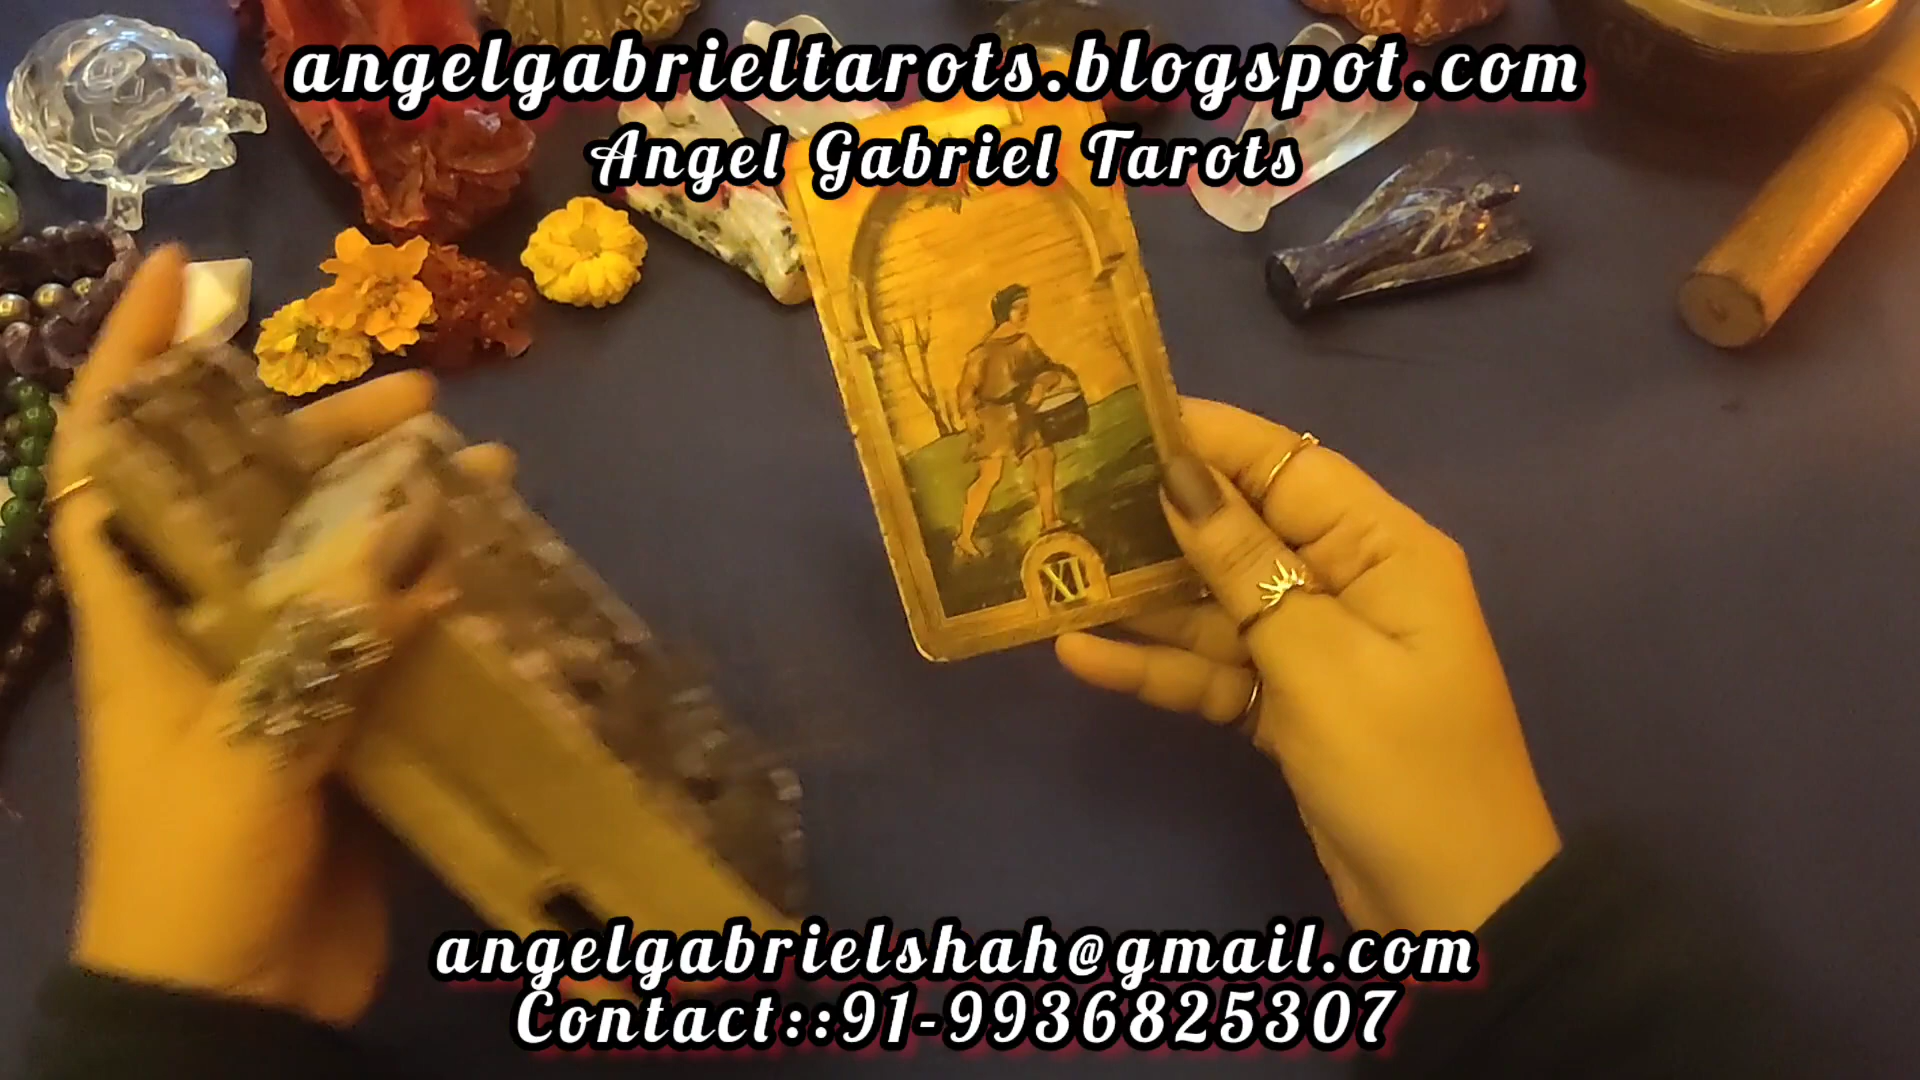 angelgabrieltarots.blogspot.com
Angel Gabriel Tarots
XI
angelgabrielshah@gmail.com
Contact::91-9936825307